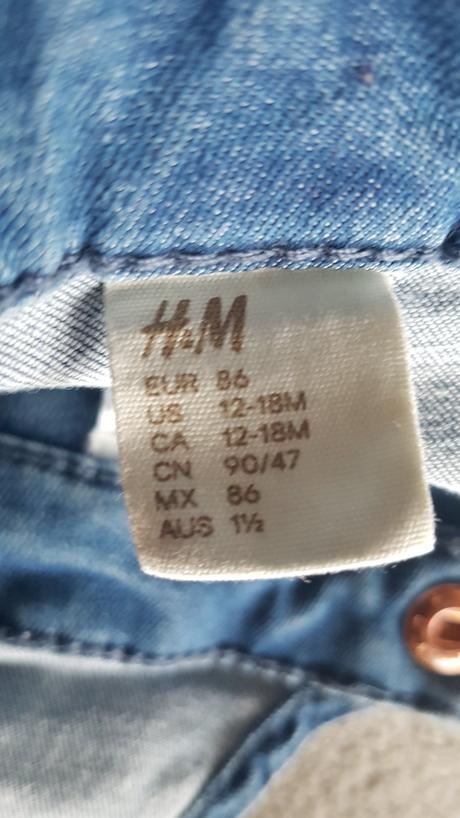 H&M
EUR 86
US 12-18M
CA 12-18M
CN 90/47
MX 86
AUS 1½